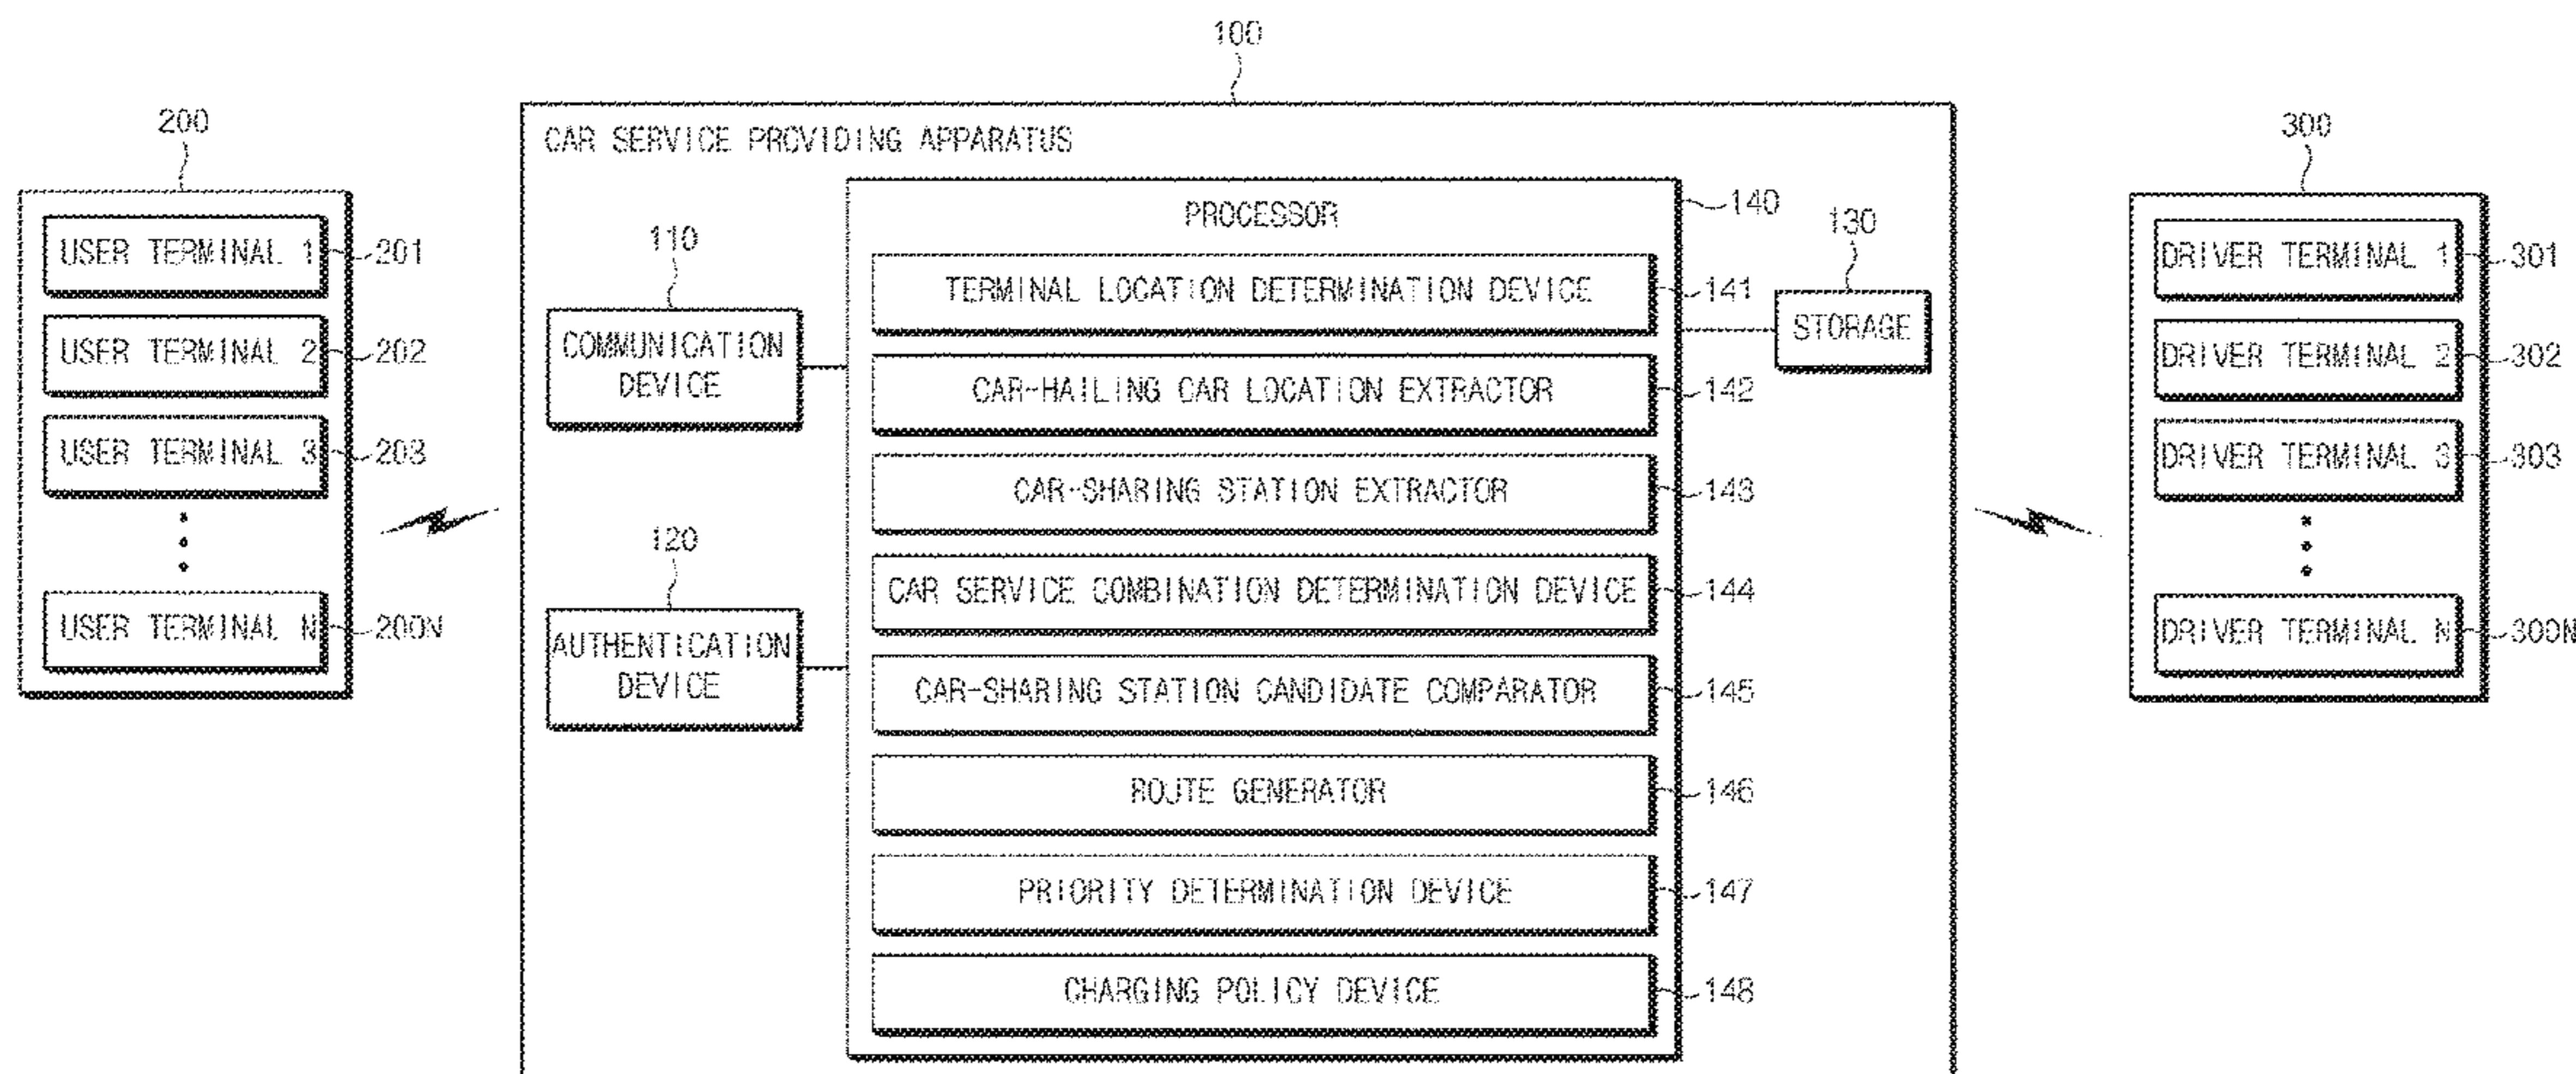 100
200
CAR SERVICE PROVIDING APPARATUS
300
PROCESSOR
140
130
110
USER TERMINAL 1
201
TERMINAL LOCATION DETERMINATION DEVICE
141
DRIVER TERMINAL 1
301
COMMUNICATION
DEVICE
STORAGE
USER TERMINAL 2
202
CAR-HAILING CAR LOCATION EXTRACTOR
142
DRIVER TERMINAL 2
302
USER TERMINAL 3
203
CAR-SHARING STATION EXTRACTOR
143
DRIVER TERMINAL 3
303
120
CAR SERVICE COMBINATION DETERMINATION DEVICE
144
USER TERMINAL N
200N
AUTHENTICATION
DEVICE
DRIVER TERMINAL N
300N
CAR-SHARING STATION CANDIDATE COMPARATOR
145
ROUTE GENERATOR
146
PRIORITY DETERMINATION DEVICE
147
CHARGING POLICY DEVICE
148